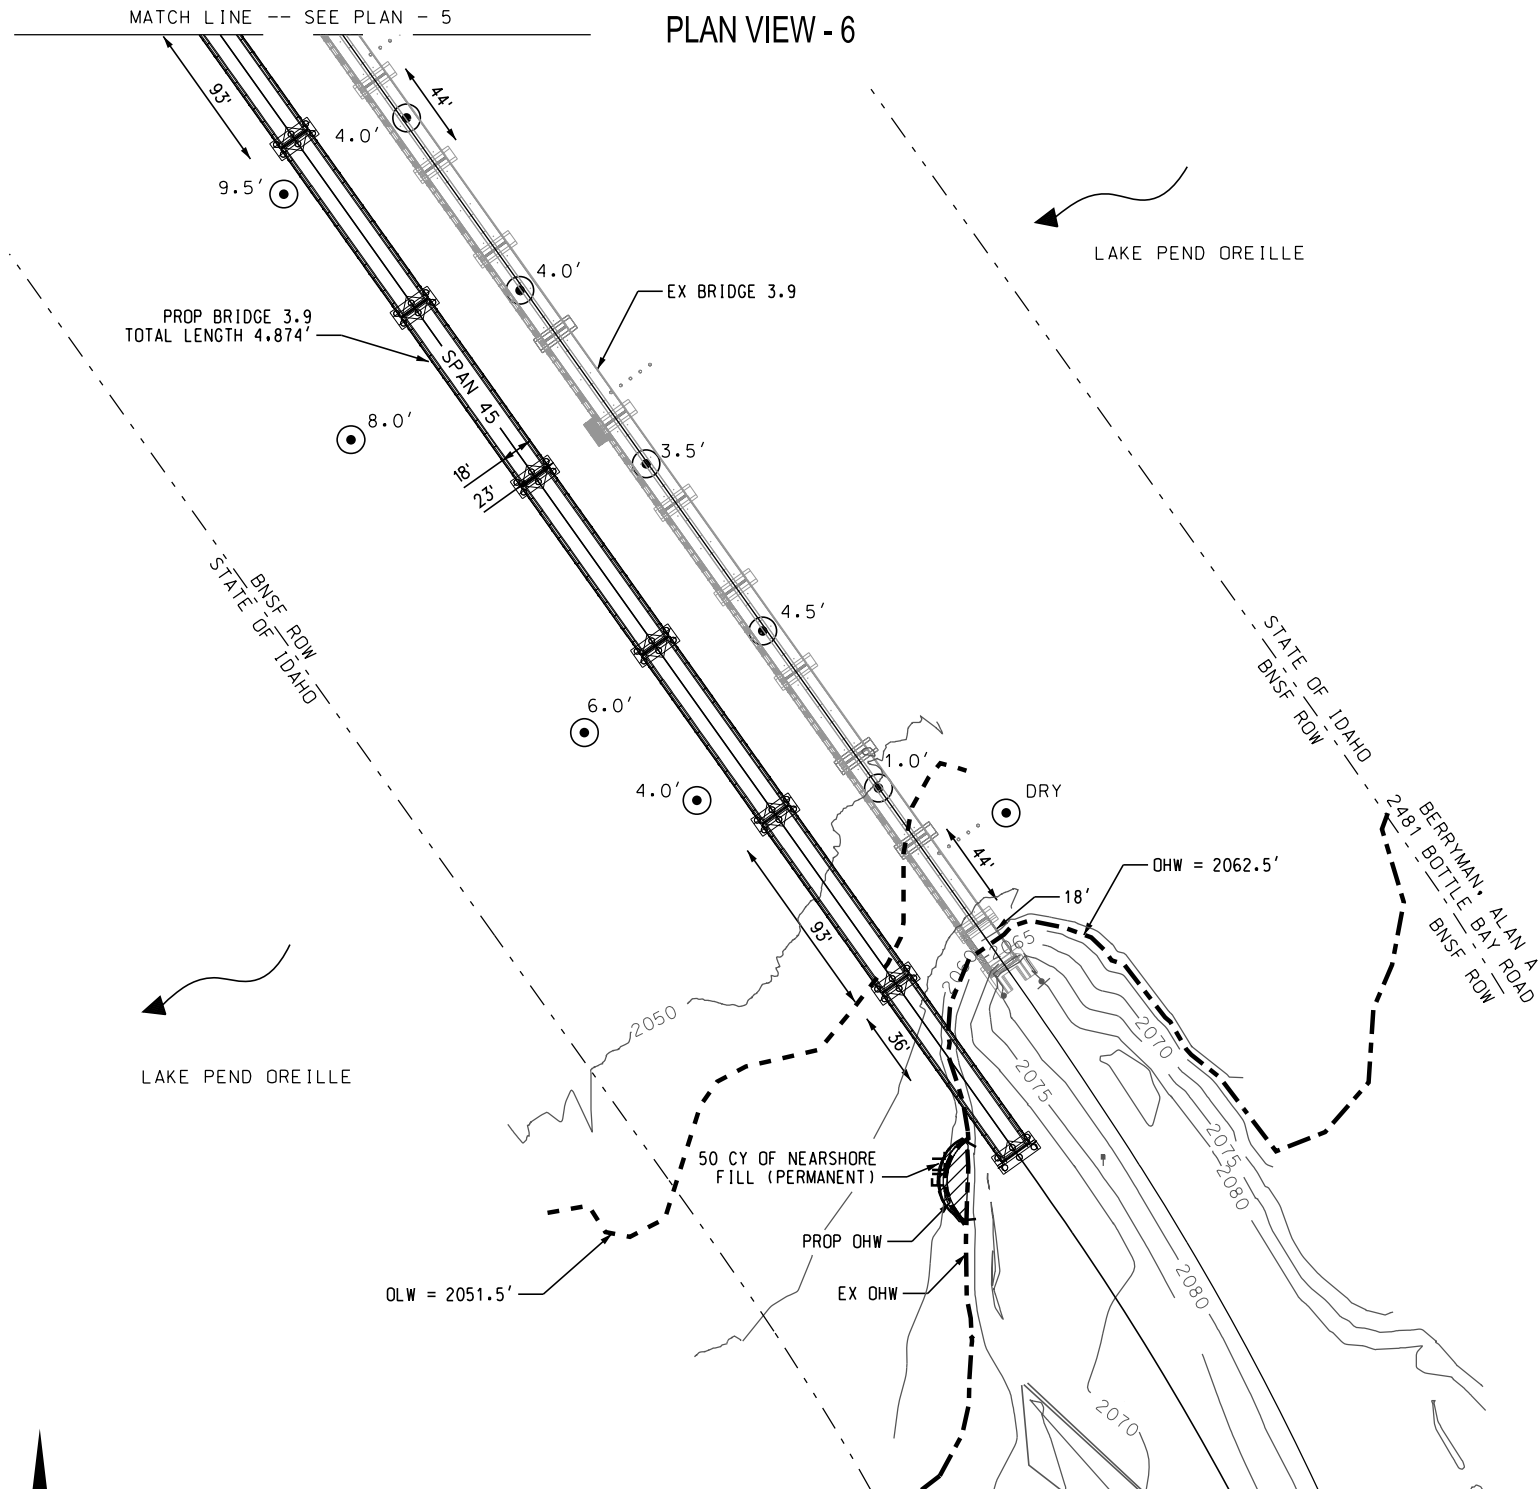 MATCH LINE -- SEE PLAN - 5
PLAN VIEW - 6
93'
44'
4.0'
9.5'
LAKE PEND OREILLE
4.0'
EX BRIDGE 3.9
PROP BRIDGE 3.9
TOTAL LENGTH 4.874'
SPAN 45
8.0'
3.5'
18'
23'
BNSF ROW
STATE OF IDAHO
4.5'
STATE OF IDAHO
BNSF ROW
6.0'
1.0'
4.0'
DRY
BERRYMAN, ALAN A
2481 BOTTLE BAY ROAD
BNSF ROW
44'
OHW = 2062.5'
18'
93'
2065
2060
2050
36'
2070
LAKE PEND OREILLE
2075
2075
2080
50 CY OF NEARSHORE
FILL (PERMANENT)
FILL
PROP OHW
EX OHW
OLW = 2051.5'
2080
2070